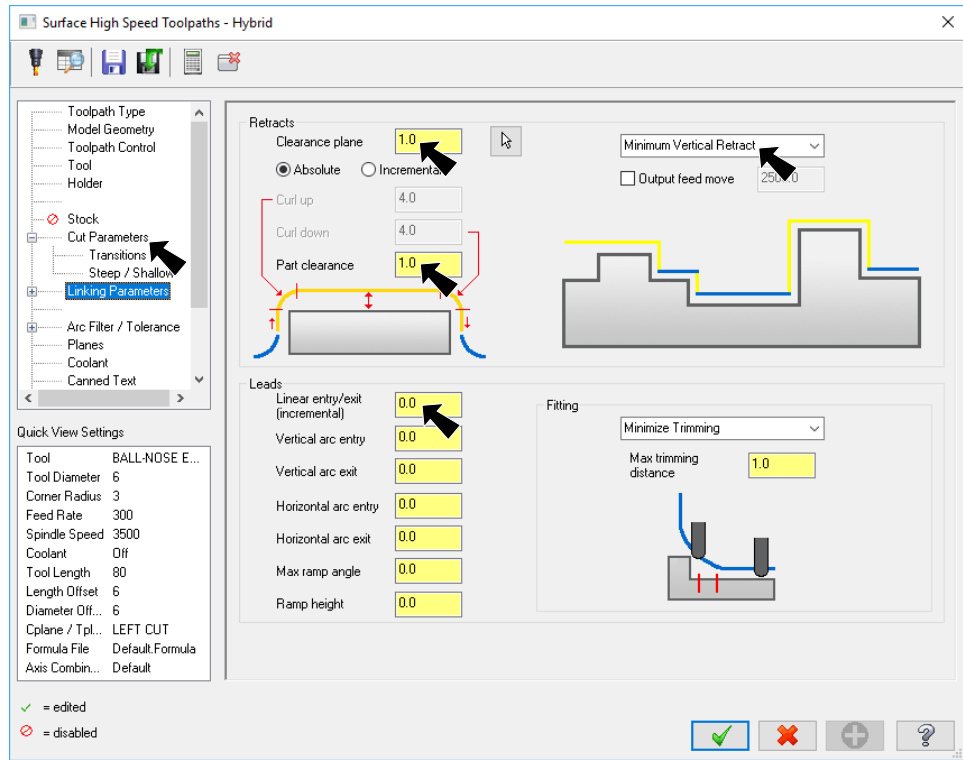 Surface High Speed Toolpaths - Hybrid
Toolpath Type
Model Geometry
Toolpath Control
Tool
Holder
Stock
Cut Parameters
Transitions
Steep / Shallow
Linking Parameters
Arc Filter / Tolerance
Planes
Coolant
Canned Text
Quick View Settings
Tool BALL-NOSE E...
Tool Diameter 6
Corner Radius 3
Feed Rate 300
Spindle Speed 3500
Coolant Off
Tool Length 80
Length Offset 6
Diameter Off... 6
Cplane / Tpl... LEFT CUT
Formula File Default.Formula
Axis Combin... Default
= edited
= disabled
Retracts
Clearance plane 1.0
Absolute Incremental
Curl up 4.0
Curl down 4.0
Part clearance 1.0
Minimum Vertical Retract
Output feed move
Leads
Linear entry/exit 0.0
(incremental)
Vertical arc entry 0.0
Vertical arc exit 0.0
Horizontal arc entry 0.0
Horizontal arc exit 0.0
Max ramp angle 0.0
Ramp height 0.0
Fitting
Minimize Trimming
Max trimming 1.0
distance